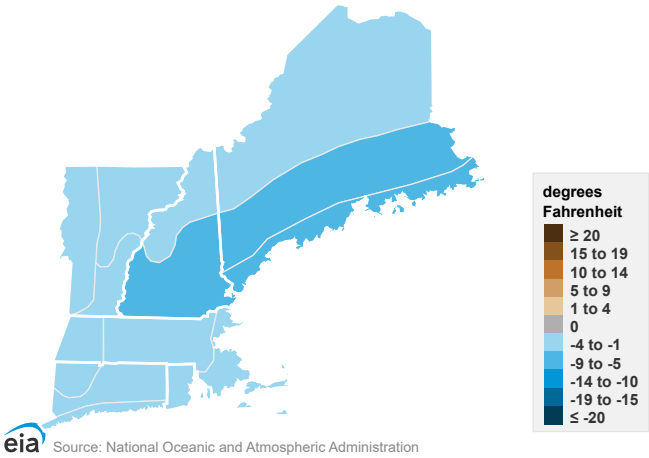 degrees
Fahrenheit
≥ 20
15 to 19
10 to 14
5 to 9
1 to 4
0
-4 to -1
-9 to -5
-14 to -10
-19 to -15
≤ -20
eia
Source: National Oceanic and Atmospheric Administration